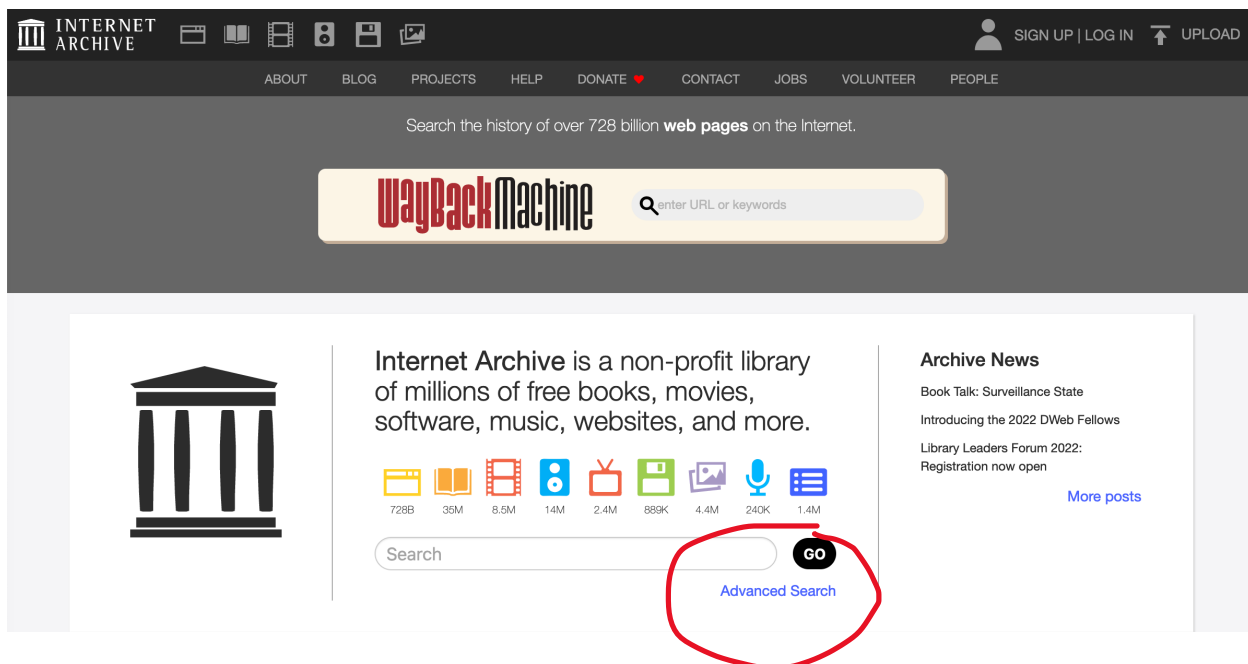 INTERNET
ARCHIVE
SIGN UP | LOG IN
UPLOAD
ABOUT BLOG PROJECTS HELP DONATE CONTACT JOBS VOLUNTEER PEOPLE
Search the history of over 728 billion web pages on the Internet.
WayBackMachine
enter URL or keywords
Internet Archive is a non-profit library
of millions of free books, movies,
software, music, websites, and more.
728B 35M 8.5M 14M 2.4M 889K 4.4M 240K 1.4M
Search
GO
Advanced Search
Archive News
Book Talk: Surveillance State
Introducing the 2022 DWeb Fellows
Library Leaders Forum 2022:
Registration now open
More posts